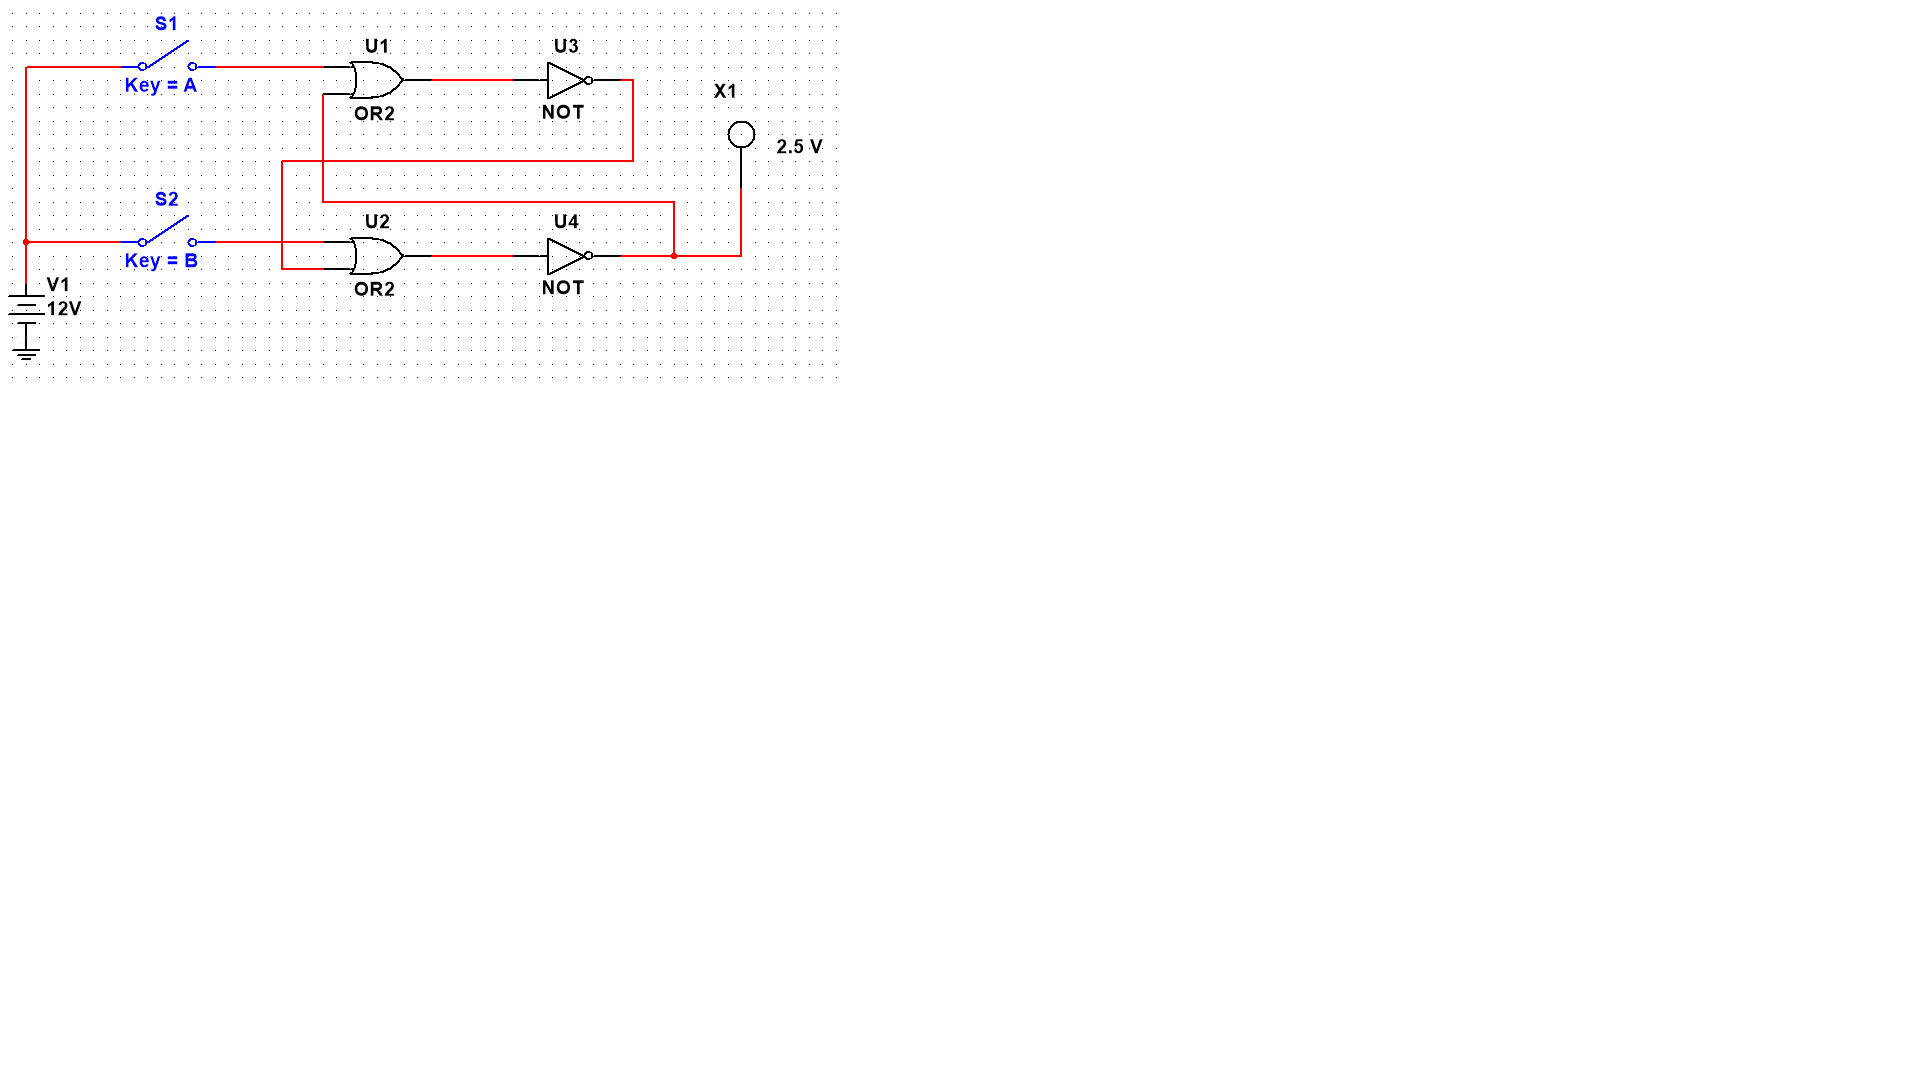 S1
Key = A
U1
OR2
U3
NOT
X1
2.5 V
S2
Key = B
U2
OR2
U4
NOT
V1
12V